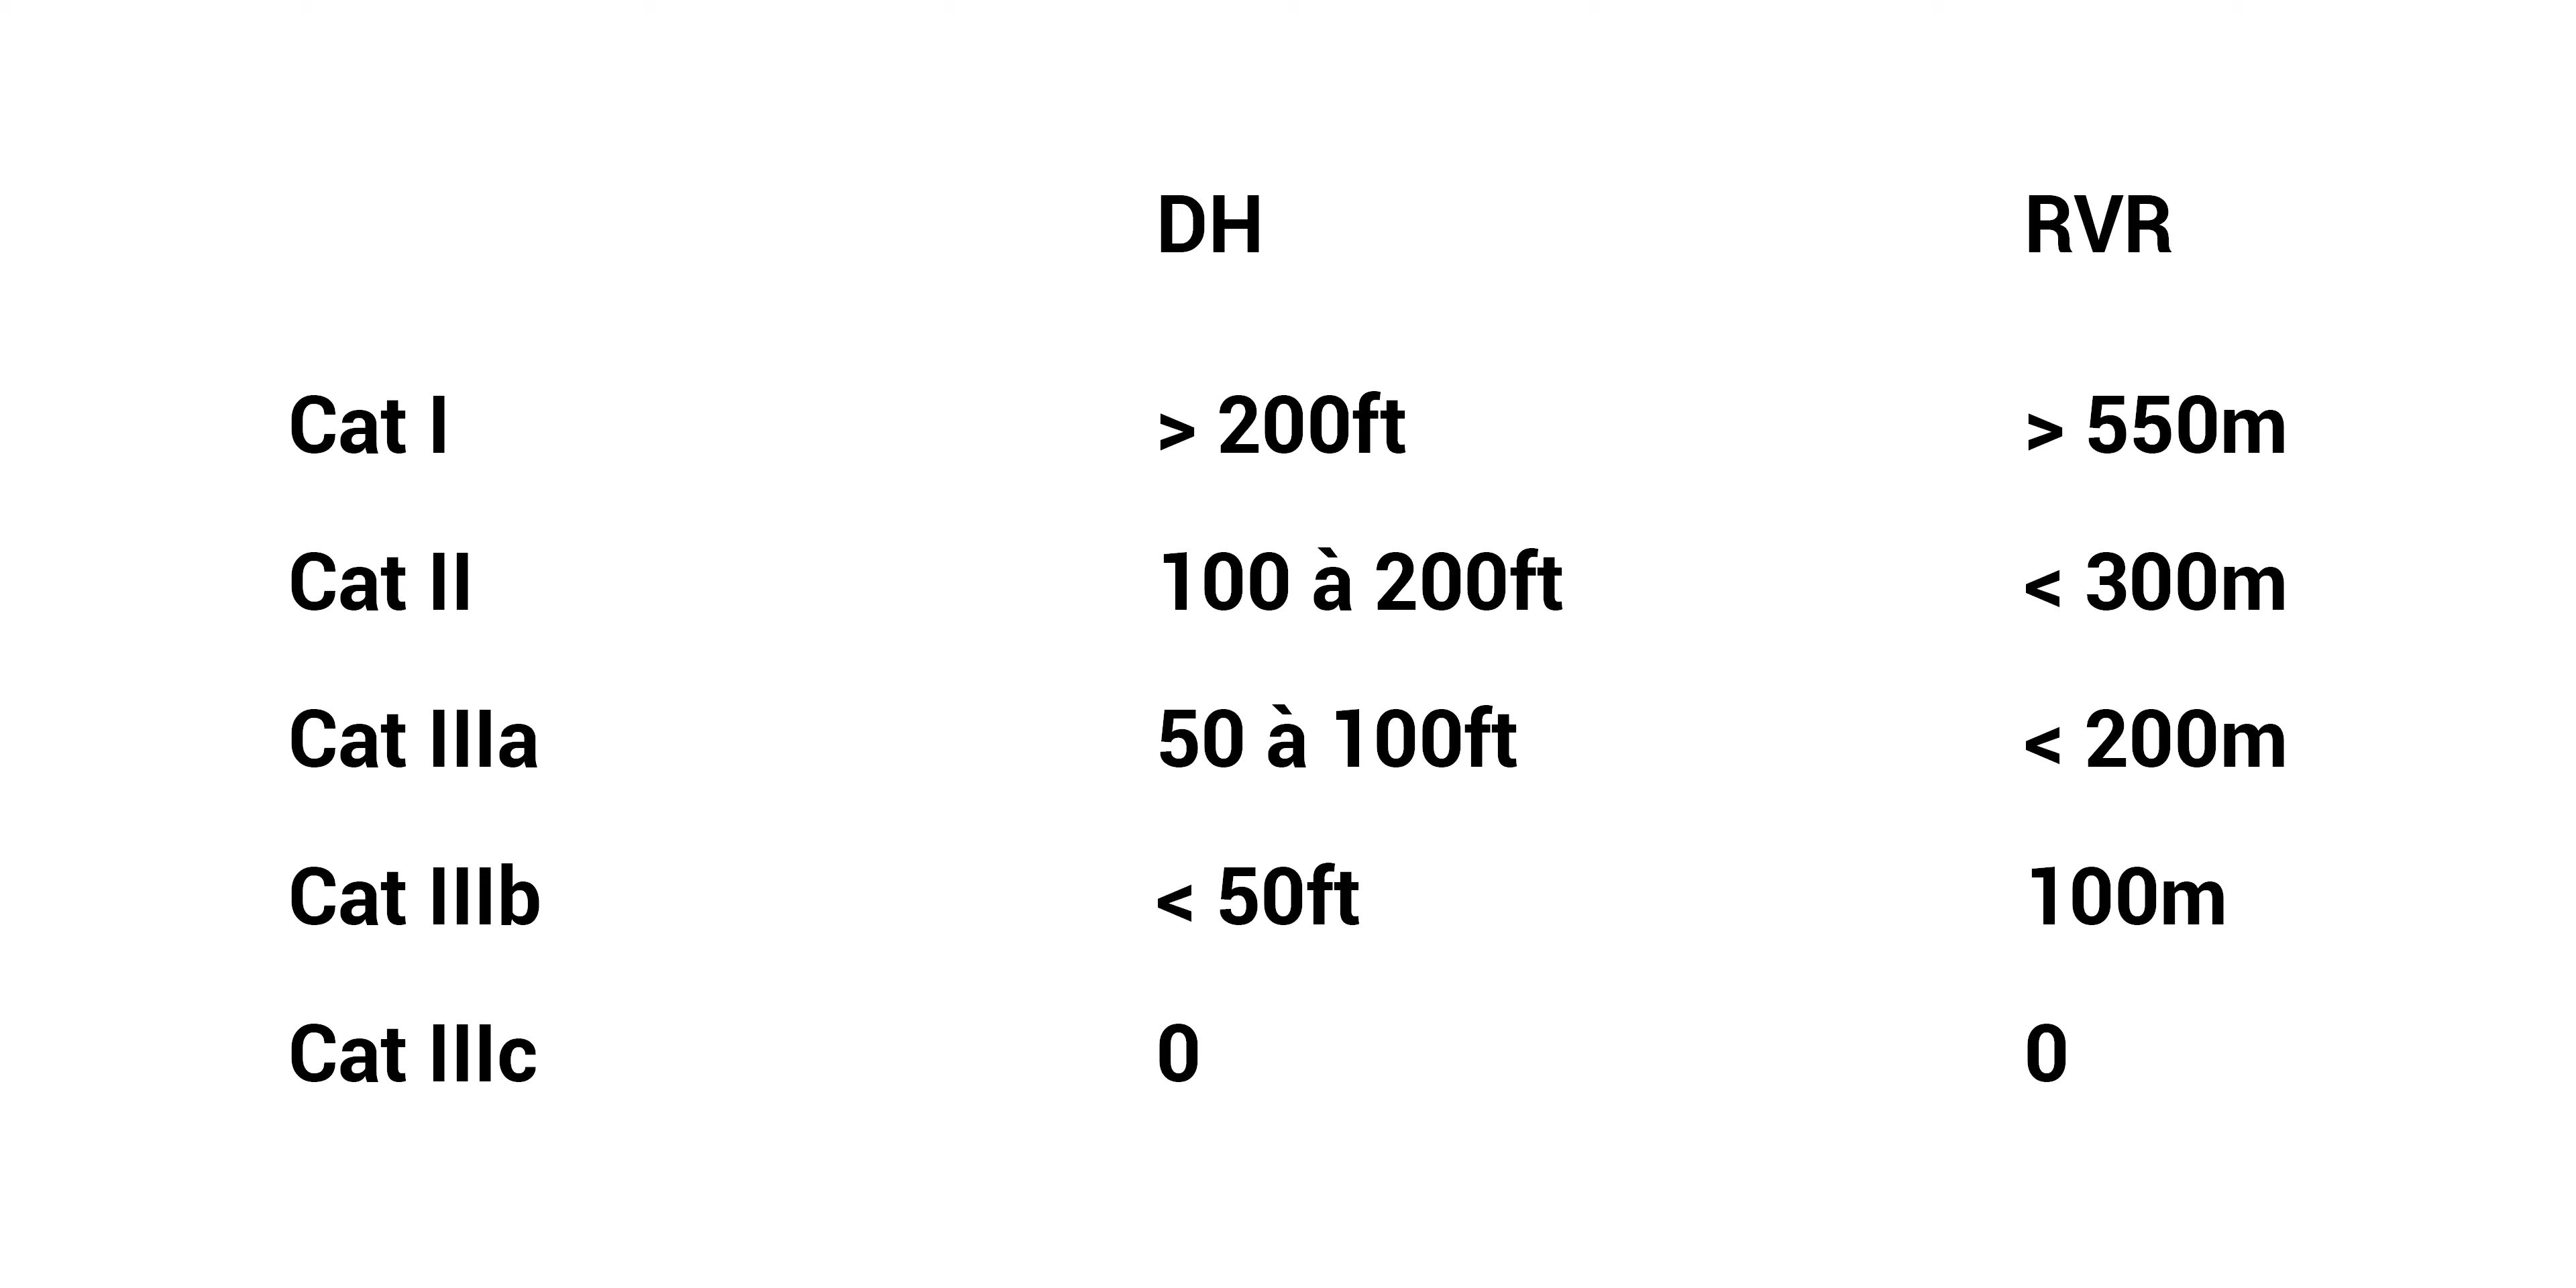 DH RVR
Cat I > 200ft > 550m
Cat II 100 à 200ft < 300m
Cat IIIa 50 à 100ft < 200m
Cat IIIb < 50ft 100m
Cat IIIc 0 0